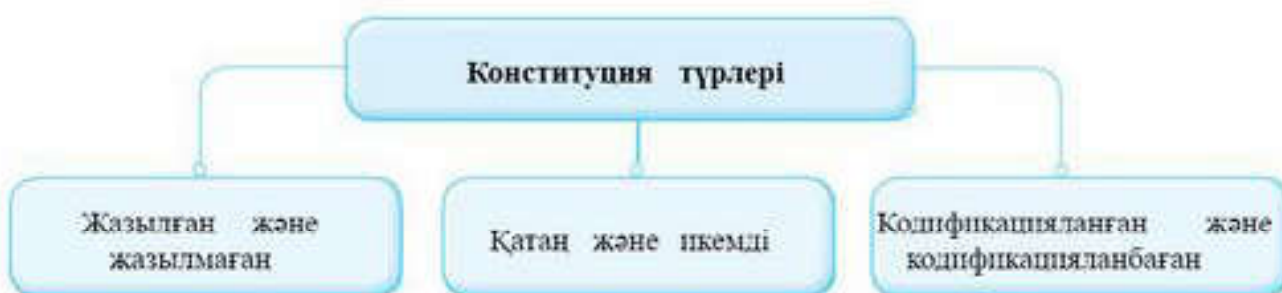 Конституция түрлері
Жазылған және
жазылмаған
Қатаң және икемді
Кодификацияланған және
кодификацияланбаған